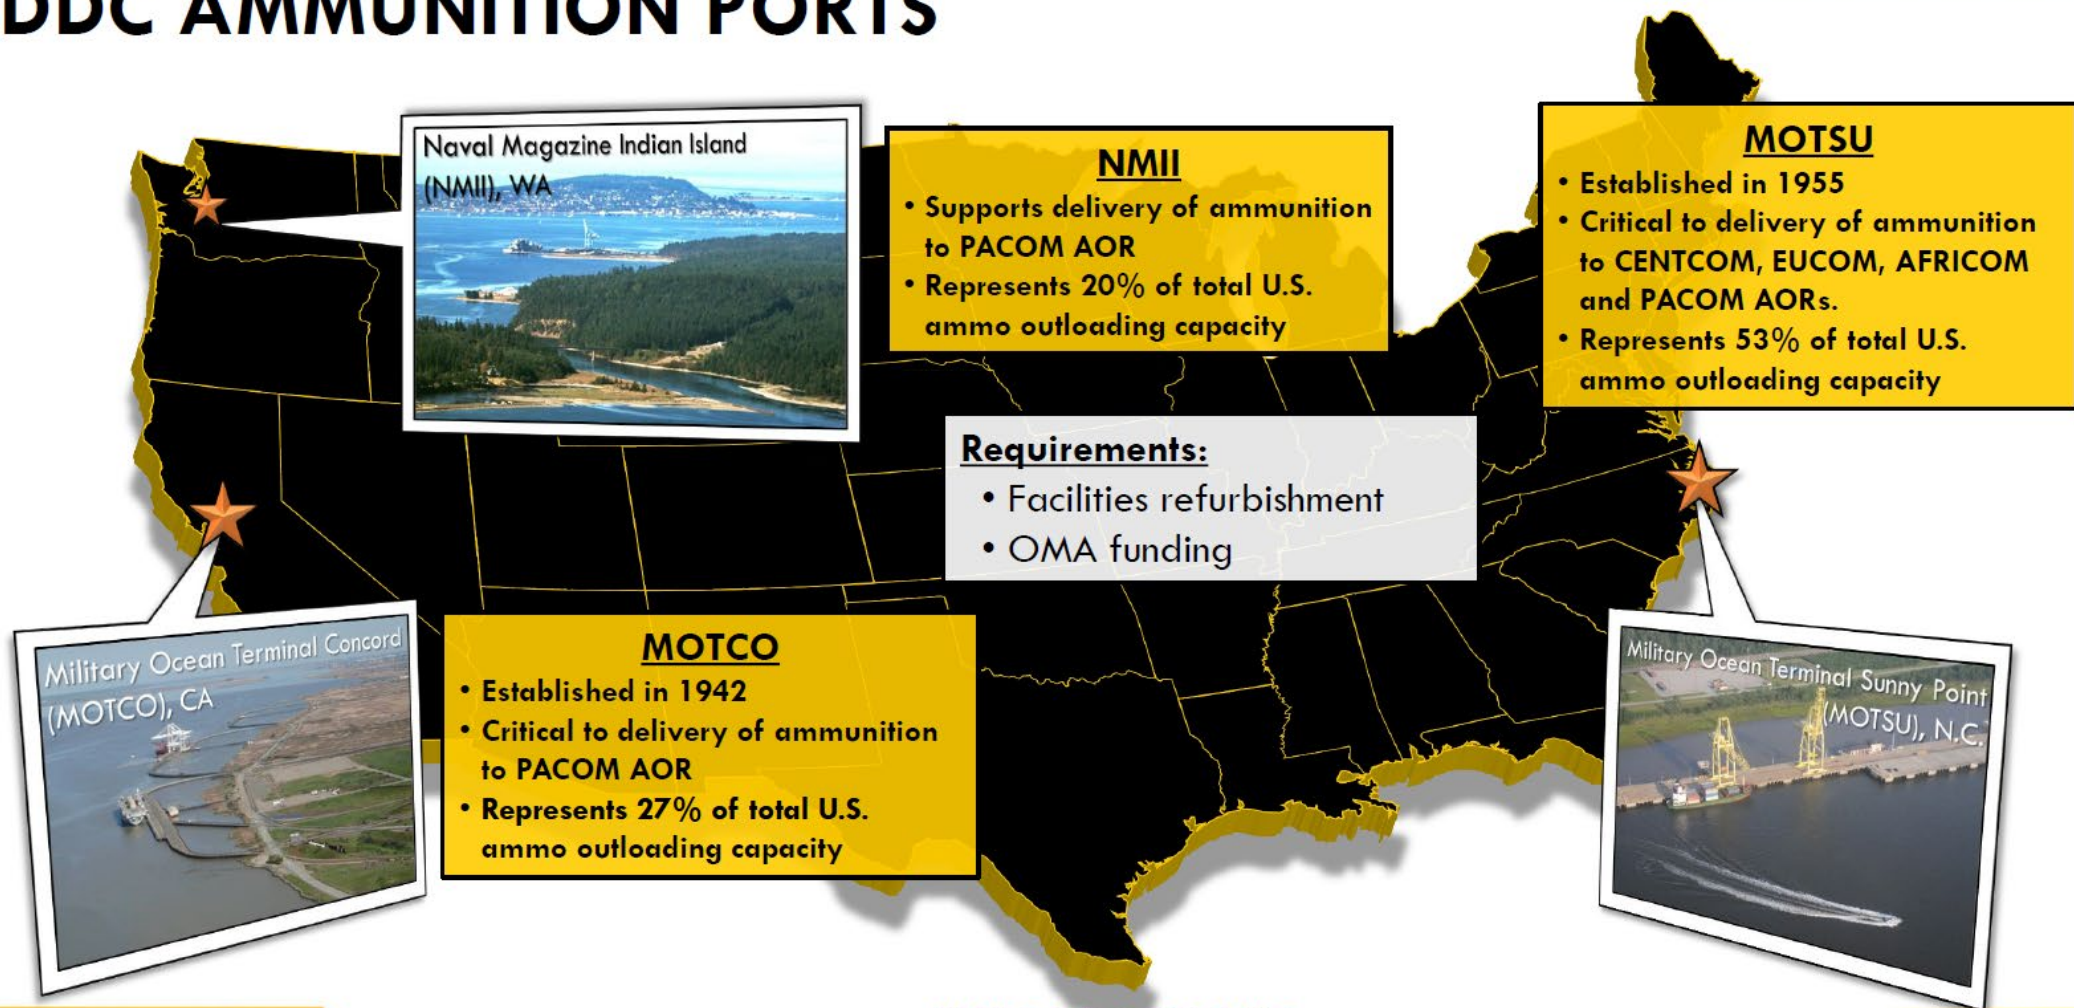 DDC AMMUNITION PORTS
Naval Magazine Indian Island
(NMII), WA
NMII
• Supports delivery of ammunition
to PACOM AOR
• Represents 20% of total U.S.
ammo outloading capacity
MOTSU
• Established in 1955
• Critical to delivery of ammunition
to CENTCOM, EUCOM, AFRICOM
and PACOM AORs.
• Represents 53% of total U.S.
ammo outloading capacity
Requirements:
• Facilities refurbishment
• OMA funding
Military Ocean Terminal Concord
(MOTCO), CA
MOTCO
• Established in 1942
• Critical to delivery of ammunition
to PACOM AOR
• Represents 27% of total U.S.
ammo outloading capacity
Military Ocean Terminal Sunny Point
(MOTSU), N.C.